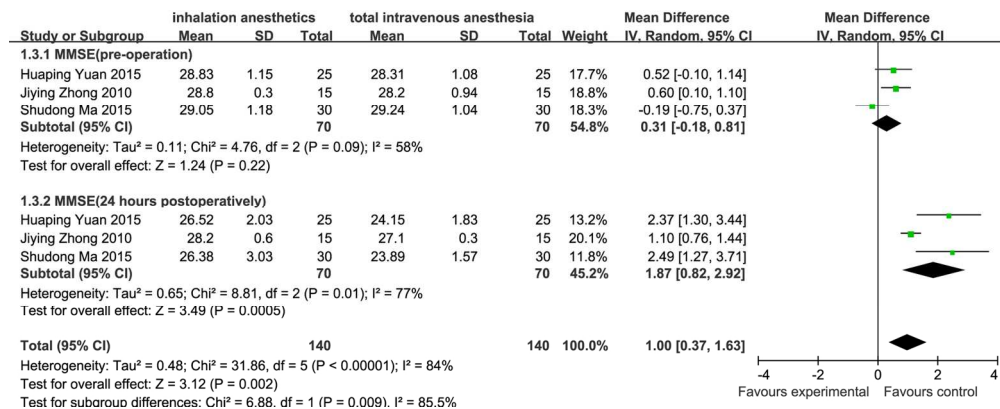 inhalation anesthetics total intravenous anesthesia Mean Difference Mean Difference
Study or Subgroup Mean SD Total Mean SD Total Weight IV, Random, 95% CI IV, Random, 95% CI
1.3.1 MMSE(pre-operation)
Huaping Yuan 2015 28.83 1.15 25 28.31 1.08 25 17.7% 0.52 [-0.10, 1.14]
Jiying Zhong 2010 28.8 0.3 15 28.2 0.94 15 18.8% 0.60 [0.10, 1.10]
Shudong Ma 2015 29.05 1.18 30 29.24 1.04 30 18.3% -0.19 [-0.75, 0.37]
Subtotal (95% CI) 70 70 54.8% 0.31 [-0.18, 0.81]
Heterogeneity: Tau² = 0.11; Chi² = 4.76, df = 2 (P = 0.09); I² = 58%
Test for overall effect: Z = 1.24 (P = 0.22)
1.3.2 MMSE(24 hours postoperatively)
Huaping Yuan 2015 26.52 2.03 25 24.15 1.83 25 13.2% 2.37 [1.30, 3.44]
Jiying Zhong 2010 28.2 0.6 15 27.1 0.3 15 20.1% 1.10 [0.76, 1.44]
Shudong Ma 2015 26.38 3.03 30 23.89 1.57 30 11.8% 2.49 [1.27, 3.71]
Subtotal (95% CI) 70 70 45.2% 1.87 [0.82, 2.92]
Heterogeneity: Tau² = 0.65; Chi² = 8.81, df = 2 (P = 0.01); I² = 77%
Test for overall effect: Z = 3.49 (P = 0.0005)
Total (95% CI) 140 140 100.0% 1.00 [0.37, 1.63]
Heterogeneity: Tau² = 0.48; Chi² = 31.86, df = 5 (P < 0.00001); I² = 84%
Test for overall effect: Z = 3.12 (P = 0.002)
Test for subgroup differences: Chi² = 6.88, df = 1 (P = 0.009), I² = 85.5%
-4 -2 0 2 4
Favours experimental Favours control